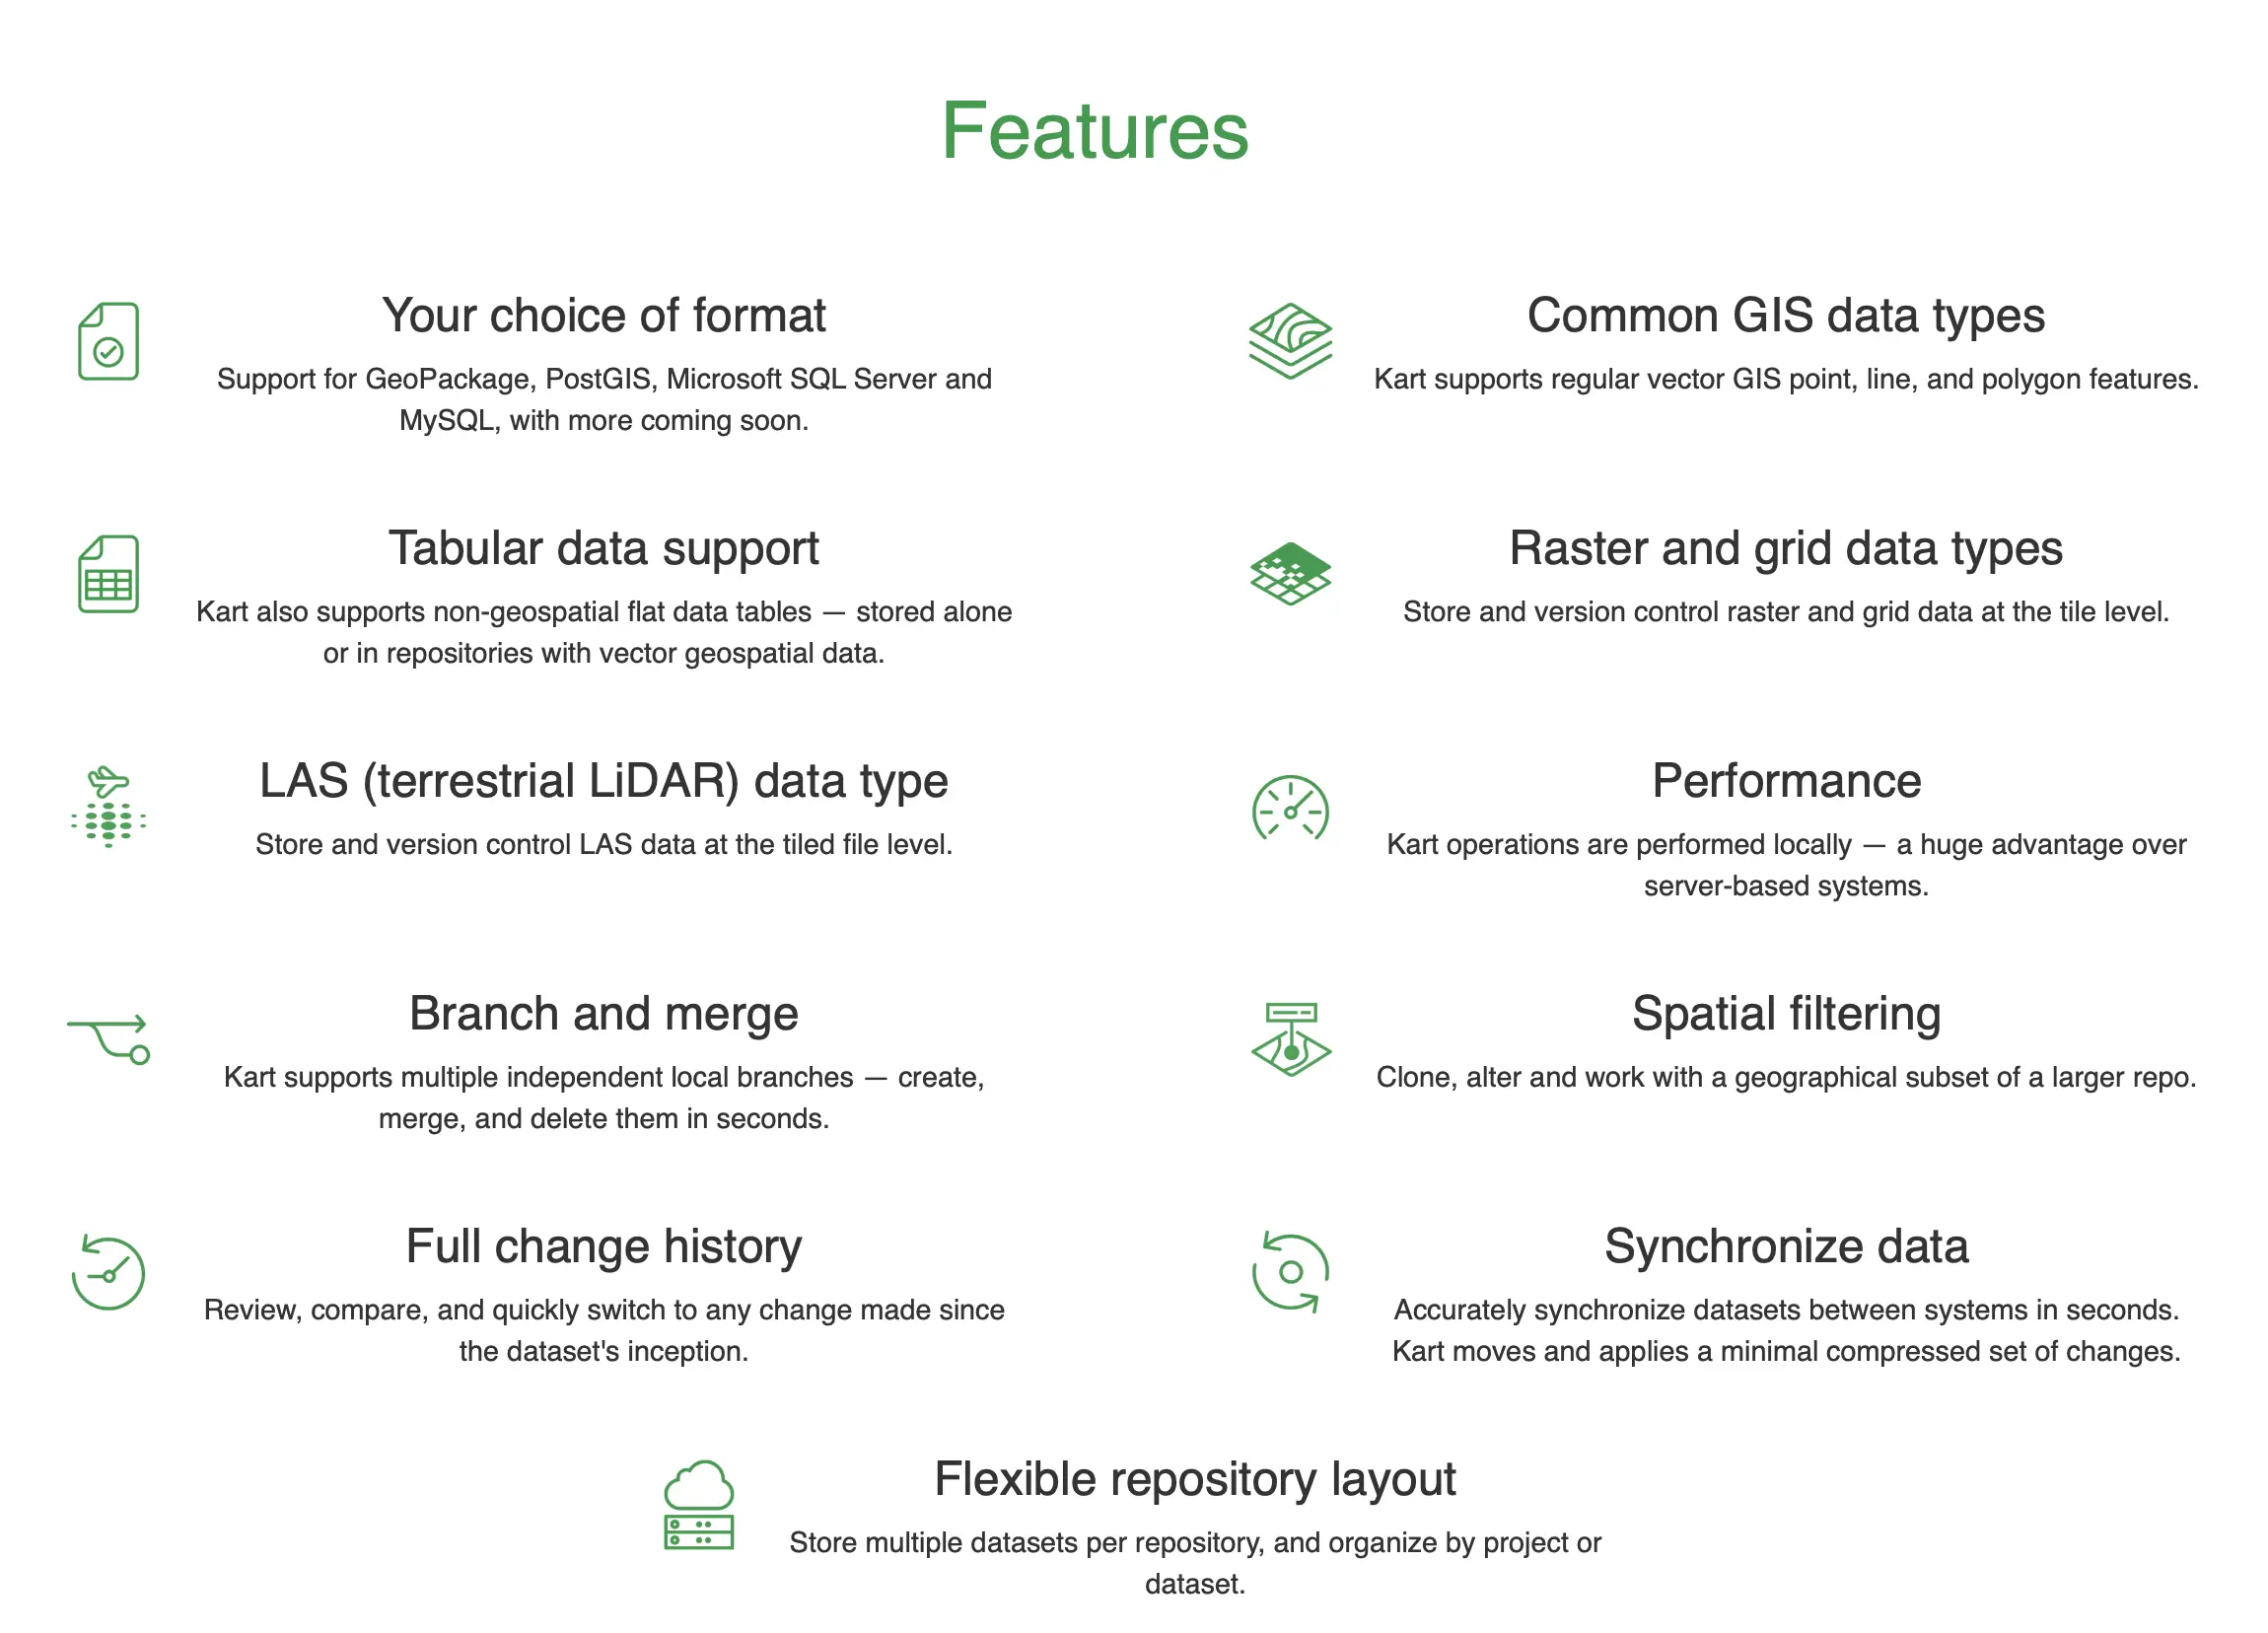 Features
Your choice of format
Support for GeoPackage, PostGIS, Microsoft SQL Server and
MySQL, with more coming soon.
Common GIS data types
Kart supports regular vector GIS point, line, and polygon features.
Tabular data support
Kart also supports non-geospatial flat data tables — stored alone
or in repositories with vector geospatial data.
Raster and grid data types
Store and version control raster and grid data at the tile level.
LAS (terrestrial LiDAR) data type
Store and version control LAS data at the tiled file level.
Performance
Kart operations are performed locally — a huge advantage over
server-based systems.
Branch and merge
Kart supports multiple independent local branches — create,
merge, and delete them in seconds.
Spatial filtering
Clone, alter and work with a geographical subset of a larger repo.
Full change history
Review, compare, and quickly switch to any change made since
the dataset's inception.
Synchronize data
Accurately synchronize datasets between systems in seconds.
Kart moves and applies a minimal compressed set of changes.
Flexible repository layout
Store multiple datasets per repository, and organize by project or
dataset.